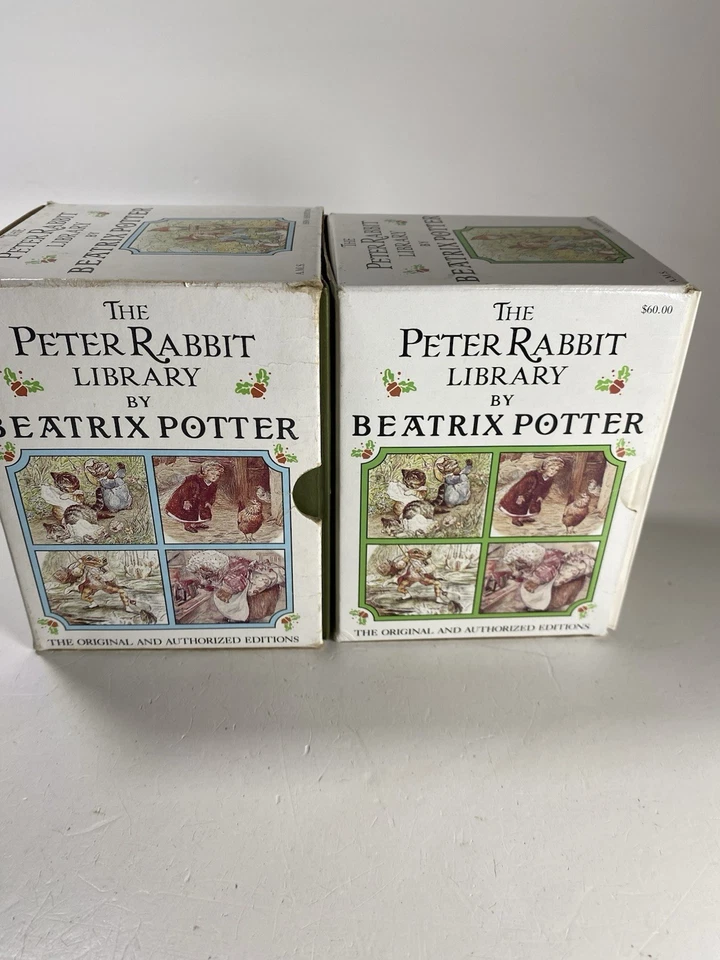 THE
PETER RABBIT
LIBRARY
BY
BEATRIX POTTER
AMS
THE
PETER RABBIT
LIBRARY
BY
BEATRIX POTTER
THE ORIGINAL AND AUTHORIZED EDITIONS
THE
PETER RABBIT
LIBRARY
BY
BEATRIX POTTER
AMS
THE
PETER RABBIT
LIBRARY
BY
BEATRIX POTTER
$60.00
THE ORIGINAL AND AUTHORIZED EDITIONS